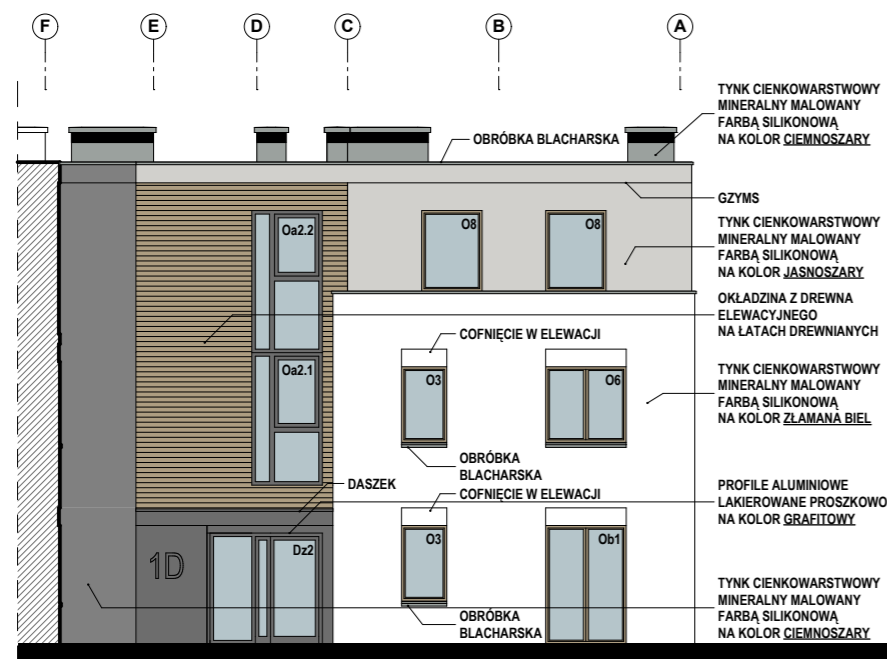 F
E
D
C
B
A
TYNK CIENKOWARSTWOWY
MINERALNY MALOWANY
FARBĄ SILIKONOWĄ
NA KOLOR CIEMNOSZARY
OBRÓBKA BLACHARSKA
GZYMS
TYNK CIENKOWARSTWOWY
MINERALNY MALOWANY
FARBĄ SILIKONOWĄ
NA KOLOR JASNOSZARY
Oa2.2
O8
O8
OKŁADZINA Z DREWNA
ELEWACYJNEGO
NA ŁATACH DREWNIANYCH
COFNIĘCIE W ELEWACJI
Oa2.1
O3
O6
TYNK CIENKOWARSTWOWY
MINERALNY MALOWANY
FARBĄ SILIKONOWĄ
NA KOLOR ZŁAMANA BIEL
OBRÓBKA
BLACHARSKA
DASZEK
COFNIĘCIE W ELEWACJI
PROFILE ALUMINIOWE
LAKIEROWANE PROSZKOWO
NA KOLOR GRAFITOWY
1D
Dz2
O3
Ob1
OBRÓBKA
BLACHARSKA
TYNK CIENKOWARSTWOWY
MINERALNY MALOWANY
FARBĄ SILIKONOWĄ
NA KOLOR CIEMNOSZARY